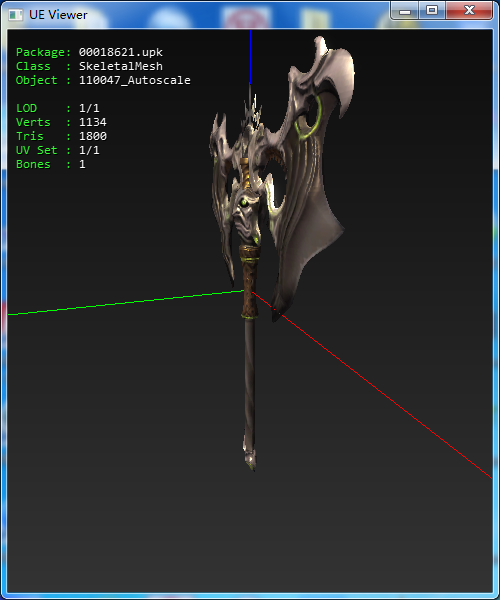 UE Viewer
Package: 00018621.upk
Class : SkeletalMesh
Object : 110047_Autoscale
LOD : 1/1
Verts : 1134
Tris : 1800
UV Set : 1/1
Bones : 1